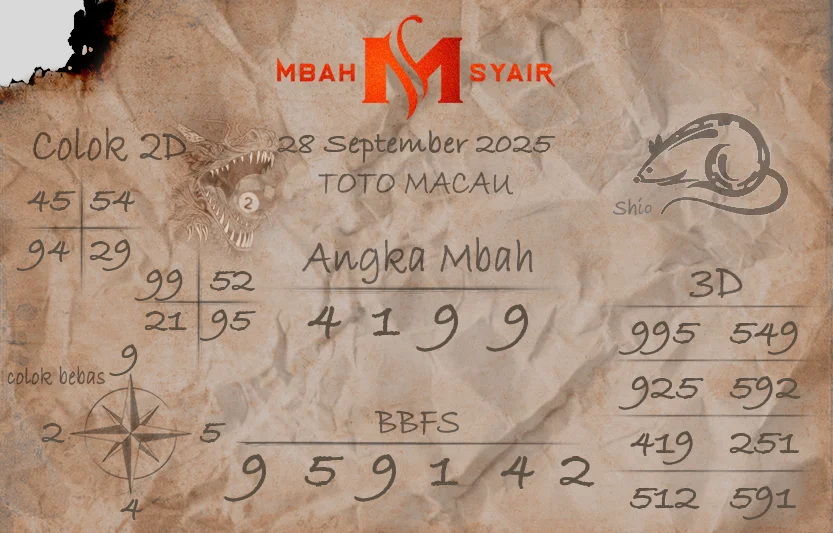 MBAH M SYAIR
28 September 2025
TOTO MACAU
Colok 2D
45 54
94 29
2
99 52
21 95
Shio
Angka Mbah
4 1 9 9
3D
995 549
925 592
419 251
512 591
colok bebas
9
2 5
4
BBFS
9 5 9 1 4 2